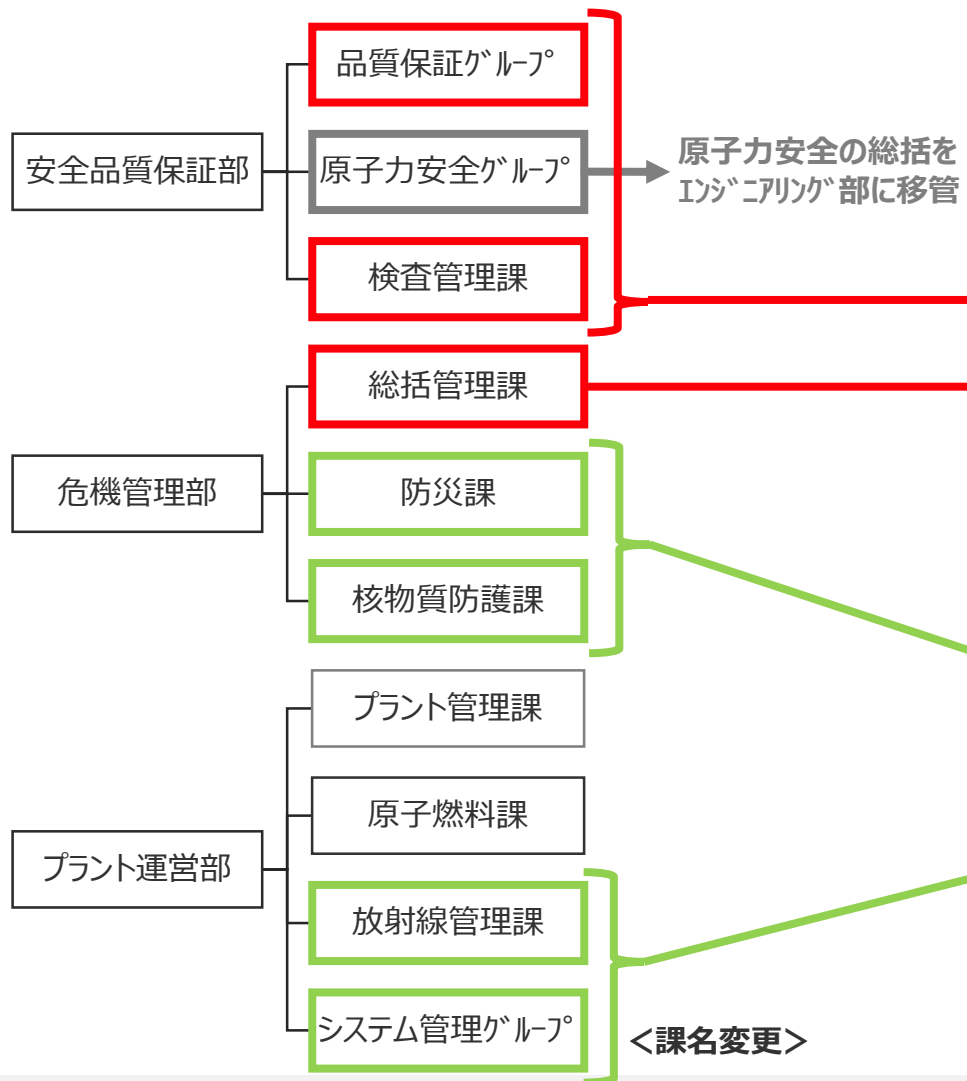 品質保証ｸﾞﾙｰﾌﾟ
安全品質保証部
原子力安全ｸﾞﾙｰﾌﾟ
原子力安全の総括を
ｴﾝｼﾞﾆｱﾘﾝｸﾞ部に移管
検査管理課
総括管理課
危機管理部
防災課
核物質防護課
プラント管理課
原子燃料課
プラント運営部
放射線管理課
システム管理ｸﾞﾙｰﾌﾟ
＜課名変更＞